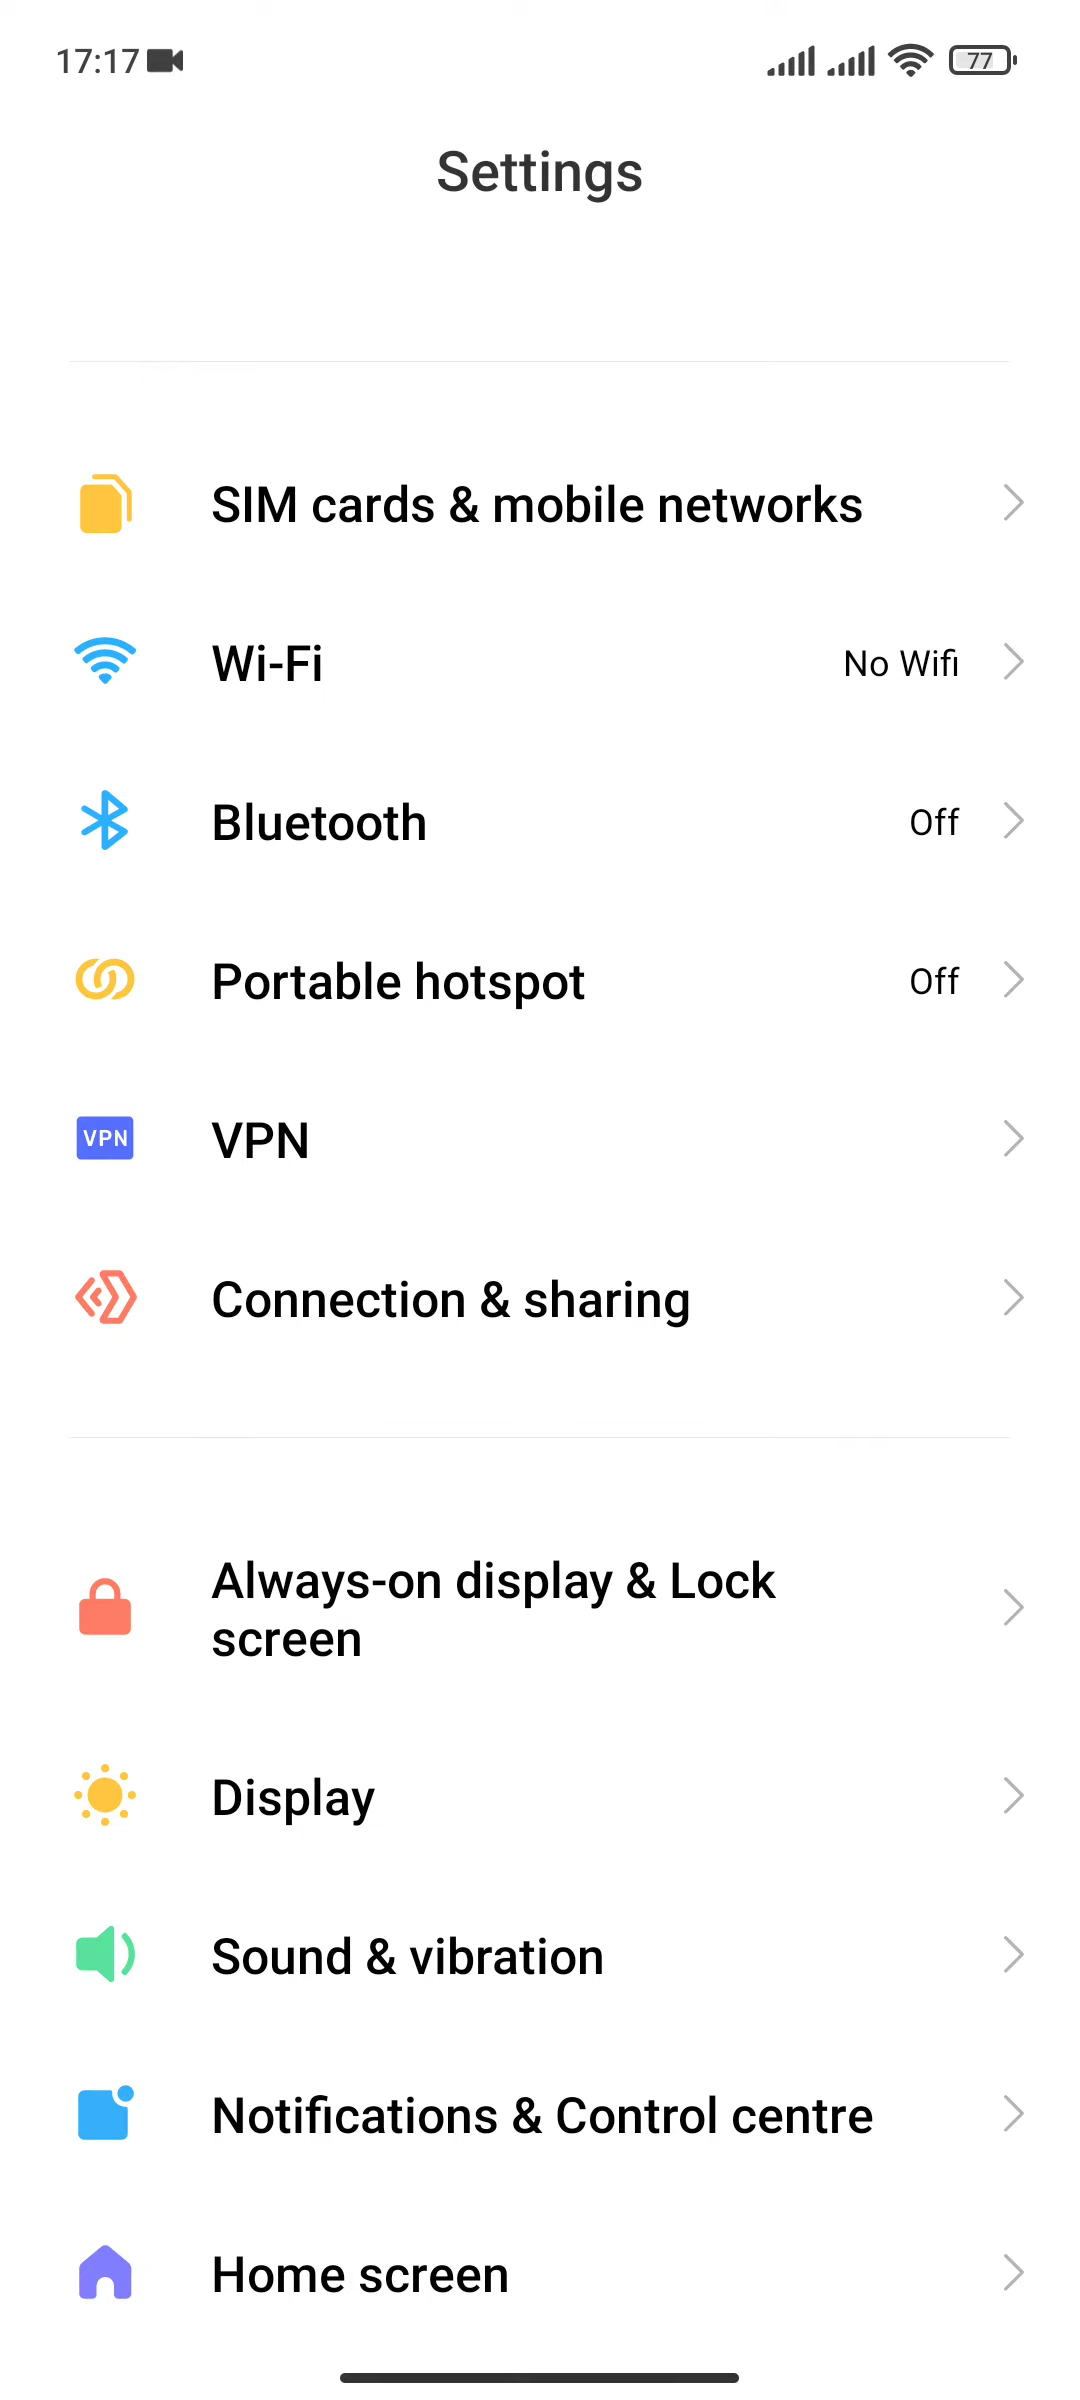 17:17
77
Settings
SIM cards & mobile networks
Wi-Fi
No Wifi
Bluetooth
Off
Portable hotspot
Off
VPN
VPN
Connection & sharing
Always-on display & Lock
screen
Display
Sound & vibration
Notifications & Control centre
Home screen